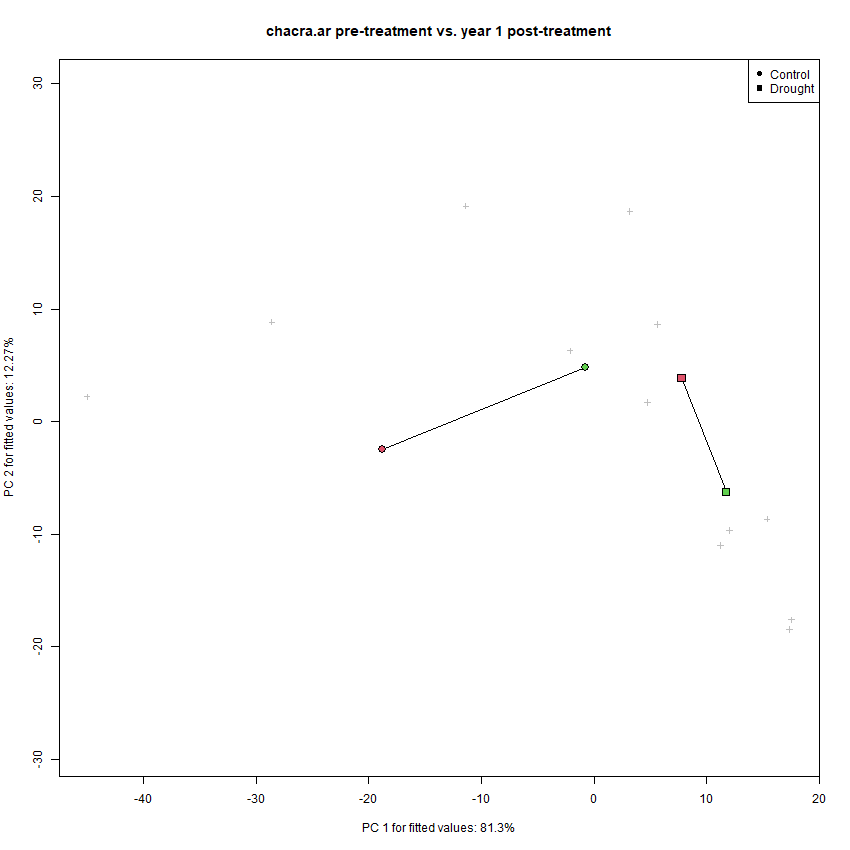 chacra.ar pre-treatment vs. year 1 post-treatment
Control
Drought
30
20
10
0
-10
-20
-30
PC 2 for fitted values: 12.27%
-40
-30
-20
-10
0
10
20
PC 1 for fitted values: 81.3%